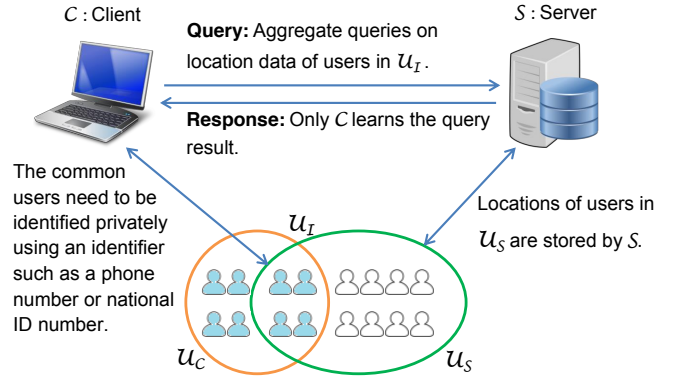 C : Client
S : Server
Query: Aggregate queries on
location data of users in U_I .
Response: Only C learns the query
result.
The common
users need to be
identified privately
using an identifier
such as a phone
number or national
ID number.
Locations of users in
U_S are stored by S.
U_I
U_C
U_S